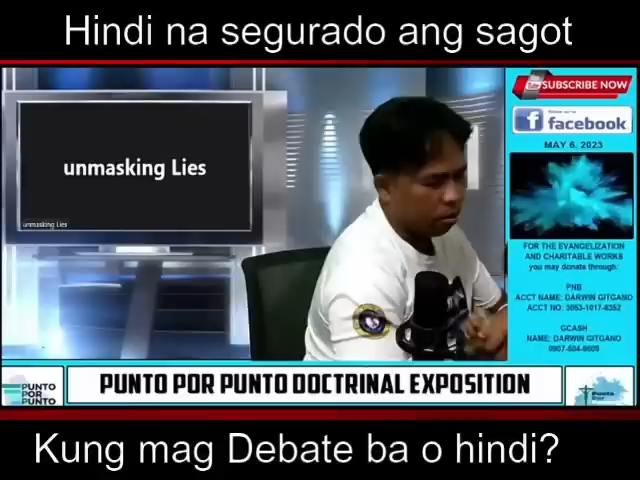 Hindi na segurado ang sagot
SUBSCRIBE NOW
unmasking Lies
unmasking Lies
facebook
MAY 6, 2023
FOR THE EVANGELIZATION
AND CHARITABLE WORKS
you may donate through:
PNB
ACCT NAME: DARWIN GITGANO
GCASH
NAME: DARWIN GITGANO
PUNTO POR PUNTO DOCTRINAL EXPOSITION
PUNTO
POR
PUNTO
Punto
Por
Kung mag Debate ba o hindi?